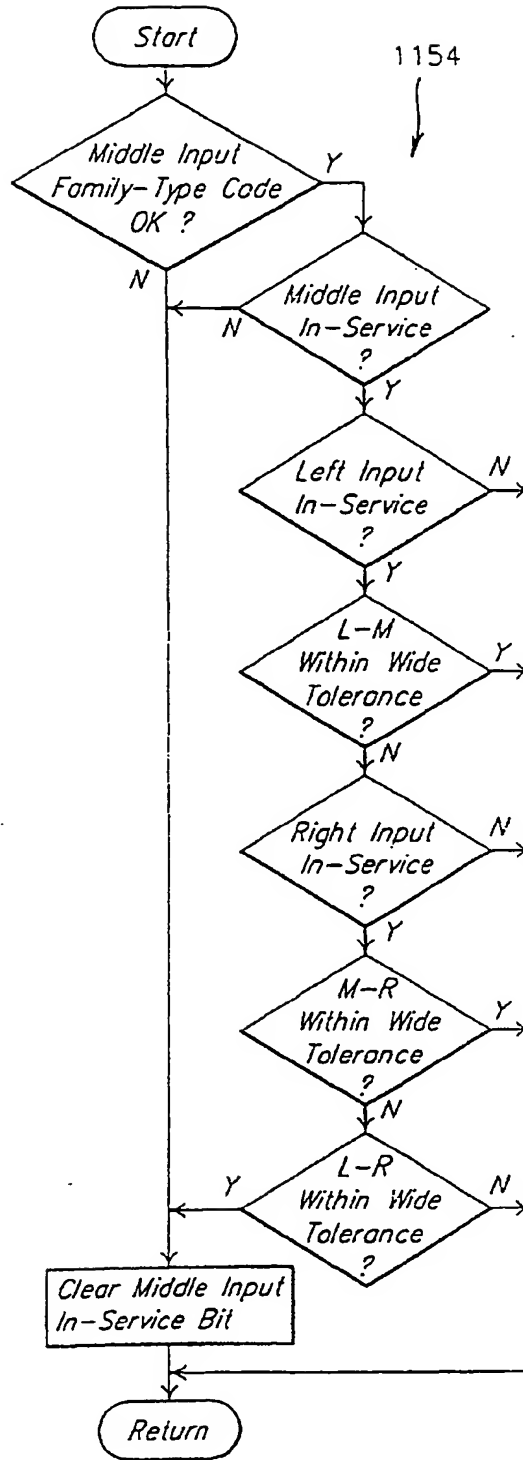 Start
1154
Middle Input
Family-Type Code
OK ?
Y
N
Middle Input
In-Service
?
N
Y
Left Input
In-Service
?
N
Y
L-M
Within Wide
Tolerance
?
Y
N
Right Input
In-Service
?
N
Y
M-R
Within Wide
Tolerance
?
Y
N
L-R
Within Wide
Tolerance
?
Y
N
Clear Middle Input
In-Service Bit
Return